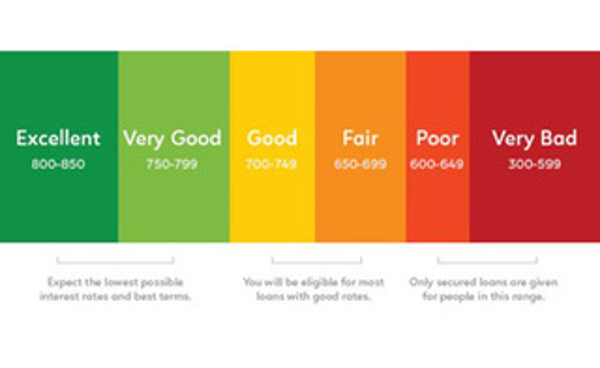 Excellent
800-850
Very Good
750-799
Good
700-749
Fair
650-699
Poor
600-649
Very Bad
300-599
Expect the lowest possible
interest rates and best terms.
You will be eligible for most
loans with good rates.
Only secured loans are given
for people in this range.